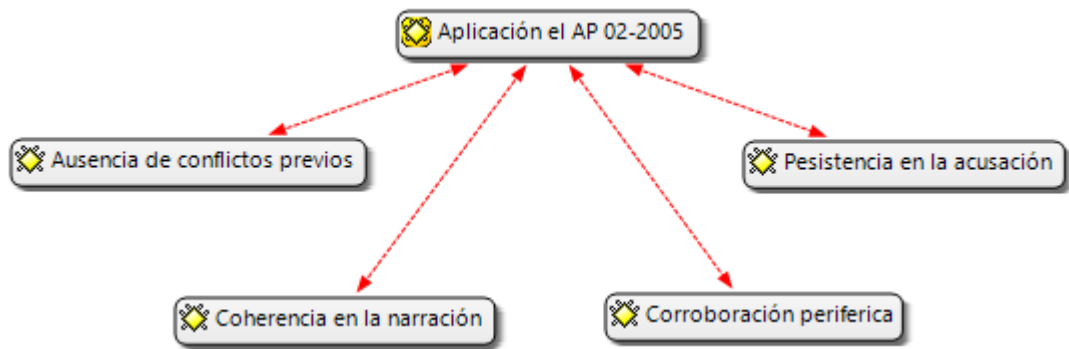 Aplicación el AP 02-2005
Ausencia de conflictos previos
Pesistencia en la acusación
Coherencia en la narración
Corroboración periferica